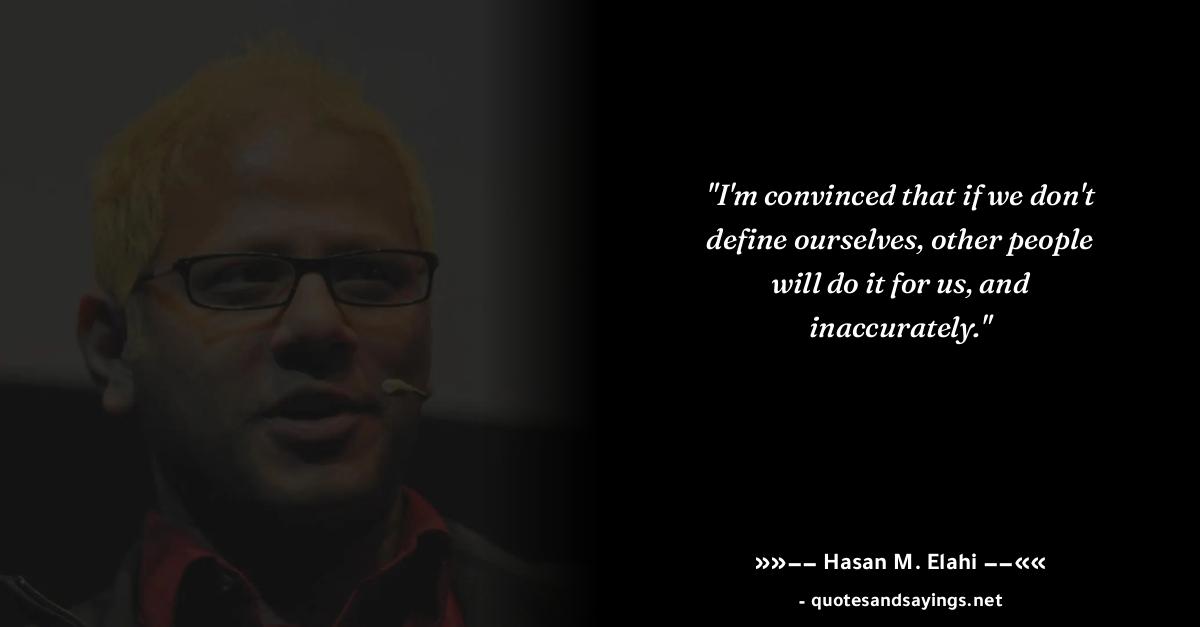 "I'm convinced that if we don't
define ourselves, other people
will do it for us, and
inaccurately."
»»−− Hasan M. Elahi −−««
- quotesandsayings.net